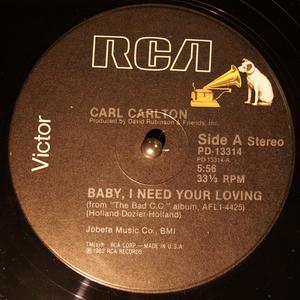 RCA
Victor
CARL CARLTON
Produced by David Rubinson & Friends, Inc.
Side A Stereo
PD-13314
PD-13314-A
5:56
33⅓ RPM
BABY, I NEED YOUR LOVING
(from "The Bad C.C." album, AFL1-4425)
(Holland-Dozier-Holland)
Jobete Music Co., BMI
TM(s)® RCA CORP.—MADE IN U.S.A.
℗1982 RCA RECORDS